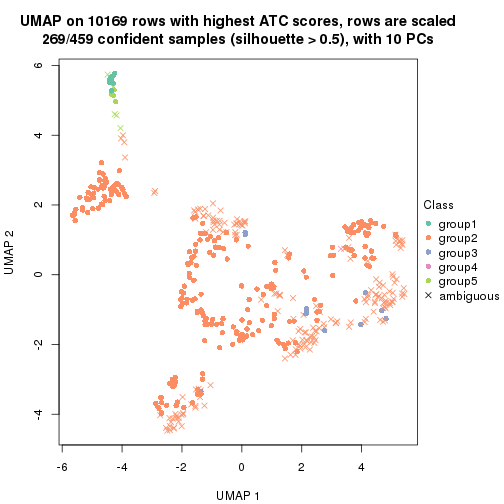 UMAP on 10169 rows with highest ATC scores, rows are scaled
269/459 confident samples (silhouette > 0.5), with 10 PCs
6
4
2
0
-2
-4
UMAP 2
-6
-4
-2
0
2
4
UMAP 1
Class
group1
group2
group3
group4
group5
ambiguous